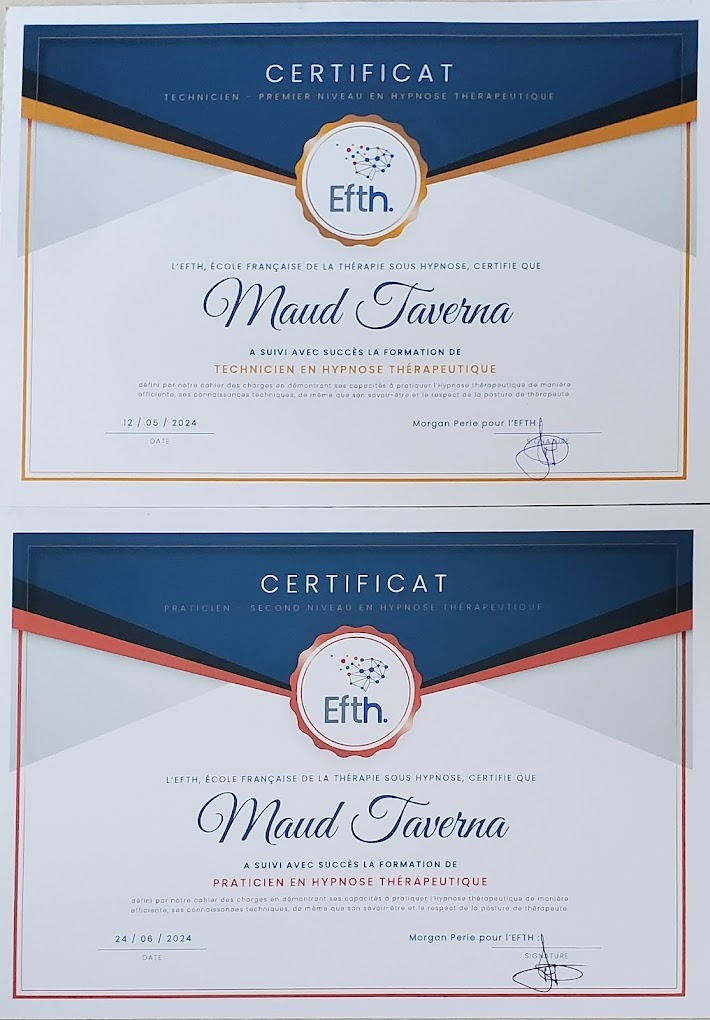 CERTIFICAT
TECHNICIEN - PREMIER NIVEAU EN HYPNOSE THÉRAPEUTIQUE
Efth.
L'EFTH, ÉCOLE FRANÇAISE DE LA THÉRAPIE SOUS HYPNOSE, CERTIFIE QUE
Maud Taverna
A SUIVI AVEC SUCCÈS LA FORMATION DE
TECHNICIEN EN HYPNOSE THÉRAPEUTIQUE
défini par notre cahier des charges en démontrant ses capacités à pratiquer l'Hypnose thérapeutique de manière
efficiente, ses connaissances techniques, de même que son savoir-être et le respect de la posture de thérapeute.
12 / 05 / 2024
Morgan Perie pour l'EFTH :
DATE
SIGNATURE
CERTIFICAT
PRATICIEN - SECOND NIVEAU EN HYPNOSE THÉRAPEUTIQUE
Efth.
L'EFTH, ÉCOLE FRANÇAISE DE LA THÉRAPIE SOUS HYPNOSE, CERTIFIE QUE
Maud Taverna
A SUIVI AVEC SUCCÈS LA FORMATION DE
PRATICIEN EN HYPNOSE THÉRAPEUTIQUE
défini par notre cahier des charges en démontrant ses capacités à pratiquer l'Hypnose thérapeutique de manière
efficiente, ses connaissances techniques, de même que son savoir-être et le respect de la posture de thérapeute.
24 / 06 / 2024
Morgan Perie pour l'EFTH :
DATE
SIGNATURE